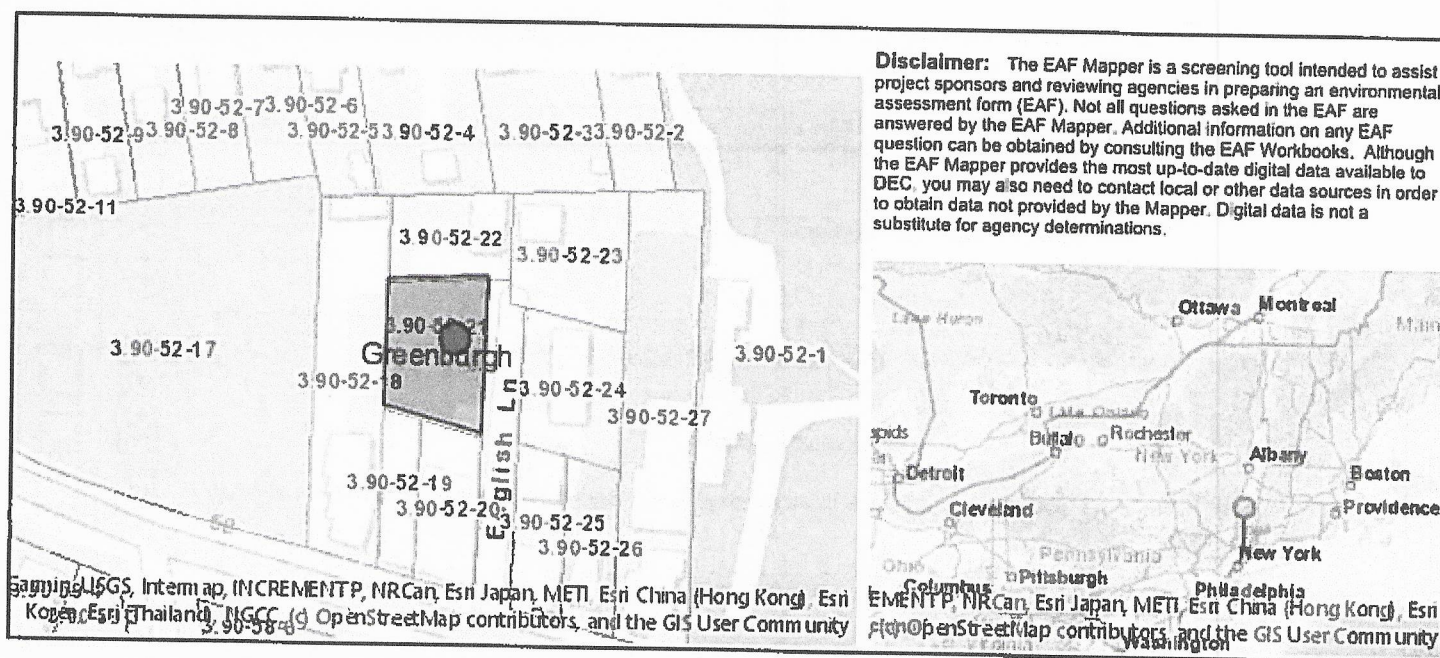 3.90-52-7
3.90-52-6
3.90-52-9
3.90-52-8
3.90-52-5
3.90-52-4
3.90-52-3
3.90-52-2
3.90-52-11
3.90-52-22
3.90-52-23
Greenburgh
3.90-52-17
3.90-52-18
3.90-52-1
3.90-52-24
3.90-52-27
English Ln
3.90-52-19
3.90-52-20
3.90-52-25
3.90-52-26
USGS, Intermap, INCREMENTP, NRCan, Esri Japan, METI, Esri China (Hong Kong), Esri
(Thailand), NGCC, (c) OpenStreetMap contributors, and the GIS User Community
Disclaimer: The EAF Mapper is a screening tool intended to assist
project sponsors and reviewing agencies in preparing an environmental
assessment form (EAF). Not all questions asked in the EAF are
answered by the EAF Mapper. Additional information on any EAF
question can be obtained by consulting the EAF Workbooks. Although
the EAF Mapper provides the most up-to-date digital data available to
DEC, you may also need to contact local or other data sources in order
to obtain data not provided by the Mapper. Digital data is not a
substitute for agency determinations.
Ottawa
Montreal
Lake Huron
Toronto
Buffalo
Rochester
New York
Albany
Detroit
Boston
Cleveland
Providence
Pennsylvania
New York
Ohio
Columbus
Pittsburgh
Philadelphia
EMENTP, NRCan, Esri Japan, METI, Esri China (Hong Kong), Esri
OpenStreetMap contributors, and the GIS User Community
Washington